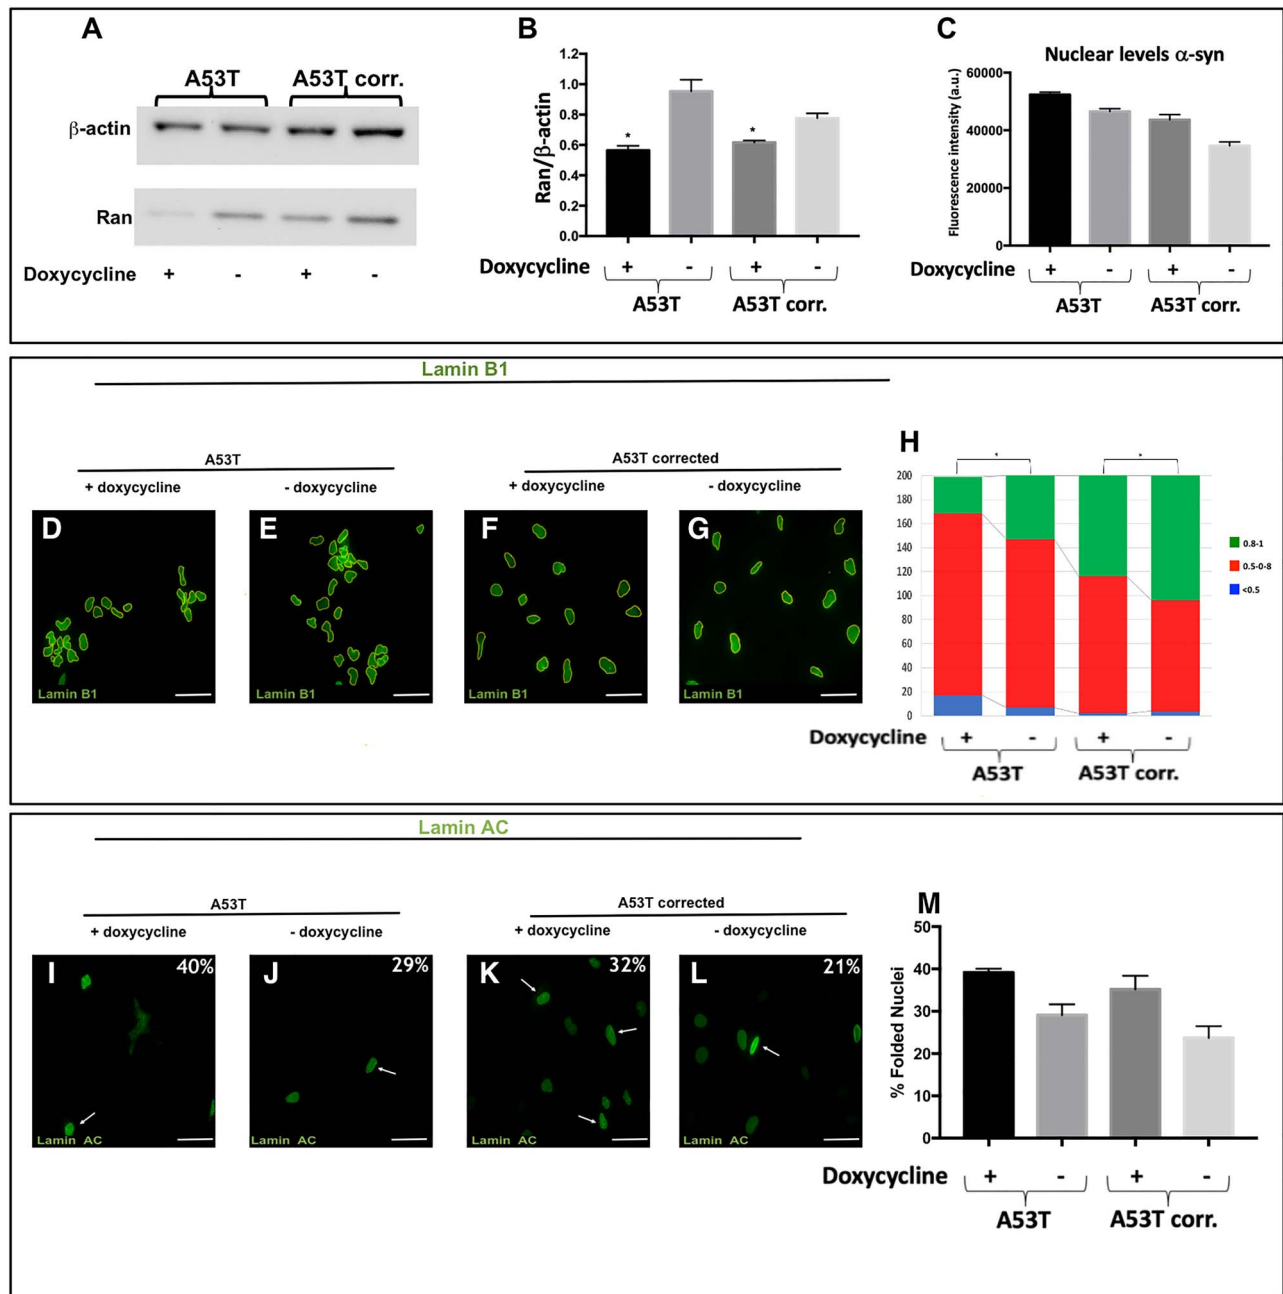 A
A53T
A53T corr.
β-actin
Ran
Doxycycline
+
-
+
-
B
Ran/β-actin
1.2
1.0
0.8
0.6
0.4
0.2
0.0
*
*
Doxycycline
+
-
+
-
A53T
A53T corr.
C
Nuclear levels α-syn
Fluorescence intensity (a.u.)
60000
40000
20000
0
Doxycycline
+
-
+
-
A53T
A53T corr.
Lamin B1
A53T
+ doxycycline
- doxycycline
A53T corrected
+ doxycycline
- doxycycline
D
Lamin B1
E
Lamin B1
F
Lamin B1
G
Lamin B1
H
*
*
200
180
160
140
120
100
80
60
40
20
0
0.8-1
0.5-0-8
<0.5
Doxycycline
+
-
+
-
A53T
A53T corr.
Lamin AC
A53T
+ doxycycline
- doxycycline
A53T corrected
+ doxycycline
- doxycycline
I
40%
Lamin AC
J
29%
Lamin AC
K
32%
Lamin AC
L
21%
Lamin AC
M
% Folded Nuclei
50
40
30
20
10
0
Doxycycline
+
-
+
-
A53T
A53T corr.